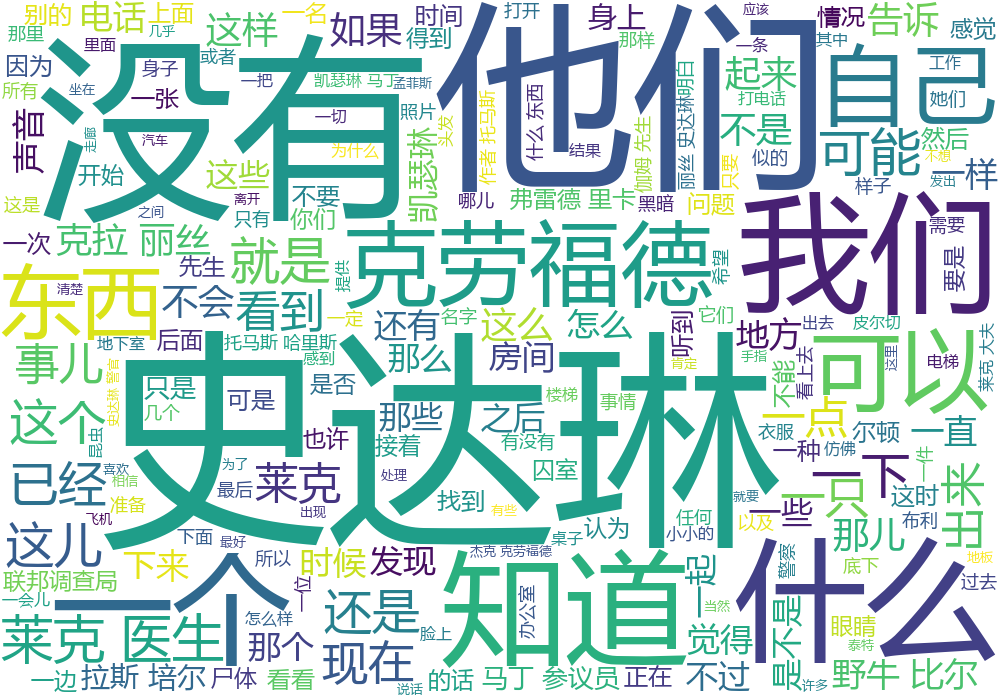 别的 电话 上面 一名
那里 几乎 这样 如果 时间 打开 身上 应该 情况 告诉
里面 或者 得到 那样 一条 其中 感觉
因为 身子 没有 他们 起来 自己 工作
所有 坐在 一把 凯瑟琳 马丁 孟菲斯 打电话 她们
声音 一张 一切 照片 作者 托马斯 什么 东西 史达琳明白
走廊 汽车 头发 不是 可能 然后
为什么 结果 伽姆 先生 丽丝 只要 似的 不想
开始 这些 凯瑟琳 一样
这是 之间 离开 不要 哪儿 弗雷德 里卡 黑暗 问题 样子 发出
只有 你们
一次 克拉 丽丝 就是 克劳福德 我们 需要
先生 提供 希望 要是
东西 清楚 不会 看到 一定 名字 这么 怎么 它们 出去 皮尔切
地下室 后面 托马斯 哈里斯 还有 听到 地方 莱克 大夫
感到 那么 房间 肯定 手指 看上去 这里 电梯
事儿 史达琳 警官 只是 是否 楼梯 事情 不能 可以
几个 可是 那些 之后 一点
这个 昆虫 也许 接着 有没有 衣服 尔顿 一直
喜欢 为了 史达琳 囚室 一种 仿佛 一件
已经 相信 莱克 处理 找到 一只 下
准备 最后 出现 有些 就要 这时 出来
飞机 任何 以及 一些 布利
这儿 下面 最好 认为 小小的 那儿
下来 所以 时候 发现 桌子 杰克 克劳福德 警察 底下 地板
联邦调查局 一个 知道 一起 什么 过去
一会儿 一位 怎么样 还是 办公室 当然
莱克 医生 那个 脸上 觉得 是不是 眼睛
现在 泰特
一边 拉斯 培尔 尸体 看看 说话 的话 马丁 参议员 正在 不过 许多 野牛 比尔